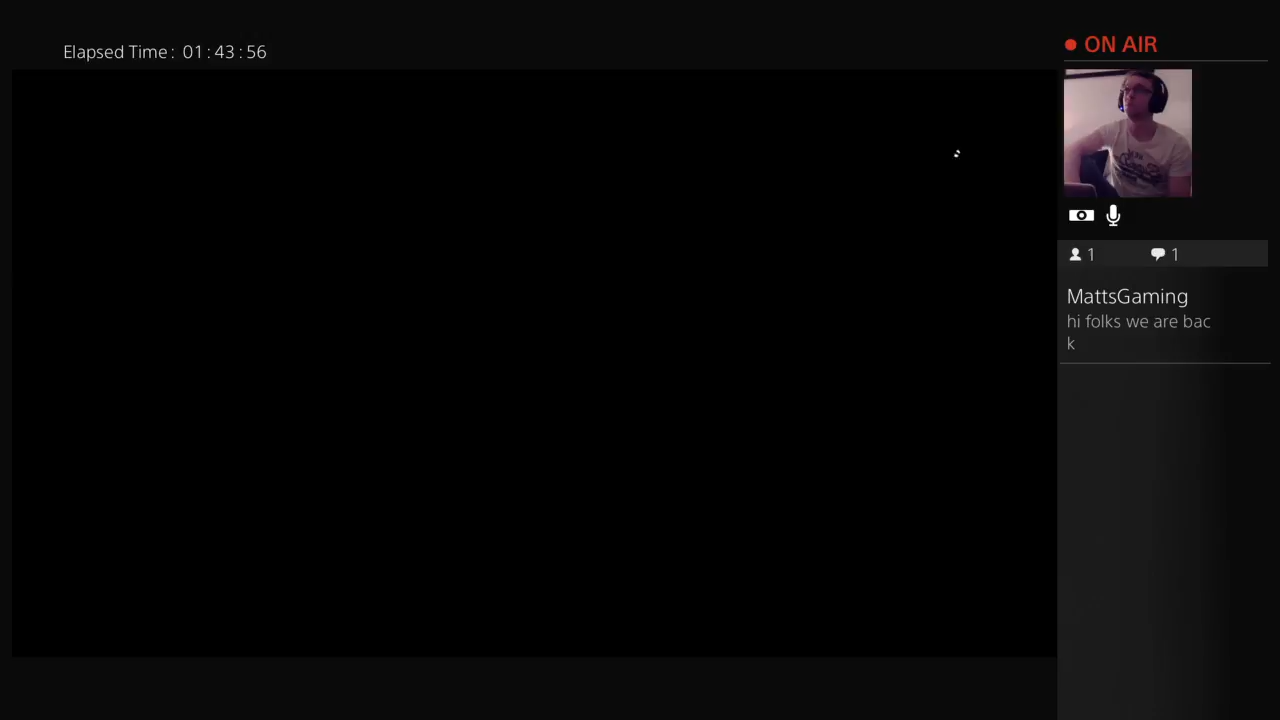 Elapsed Time: 01:43:56
ON AIR
1 1
MattsGaming
hi folks we are bac
k